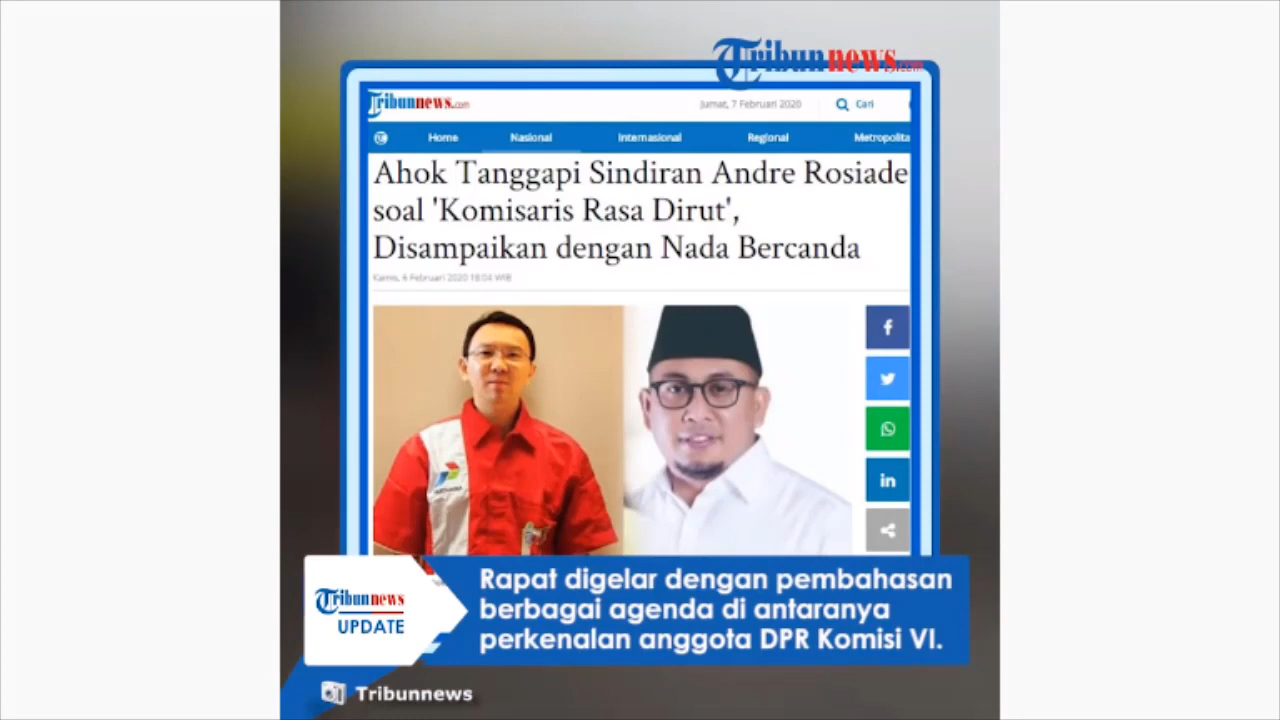 Tribunnews.com
Tribunnews.com
Jumat, 7 Februari 2020
Cari
Home Nasional Internasional Regional Metropolita
Ahok Tanggapi Sindiran Andre Rosiade
soal 'Komisaris Rasa Dirut',
Disampaikan dengan Nada Bercanda
Kamis, 6 Februari 2020 18:04 WIB
PERTAMINA
f
in
Tribunnews
UPDATE
Rapat digelar dengan pembahasan
berbagai agenda di antaranya
perkenalan anggota DPR Komisi VI.
Tribunnews